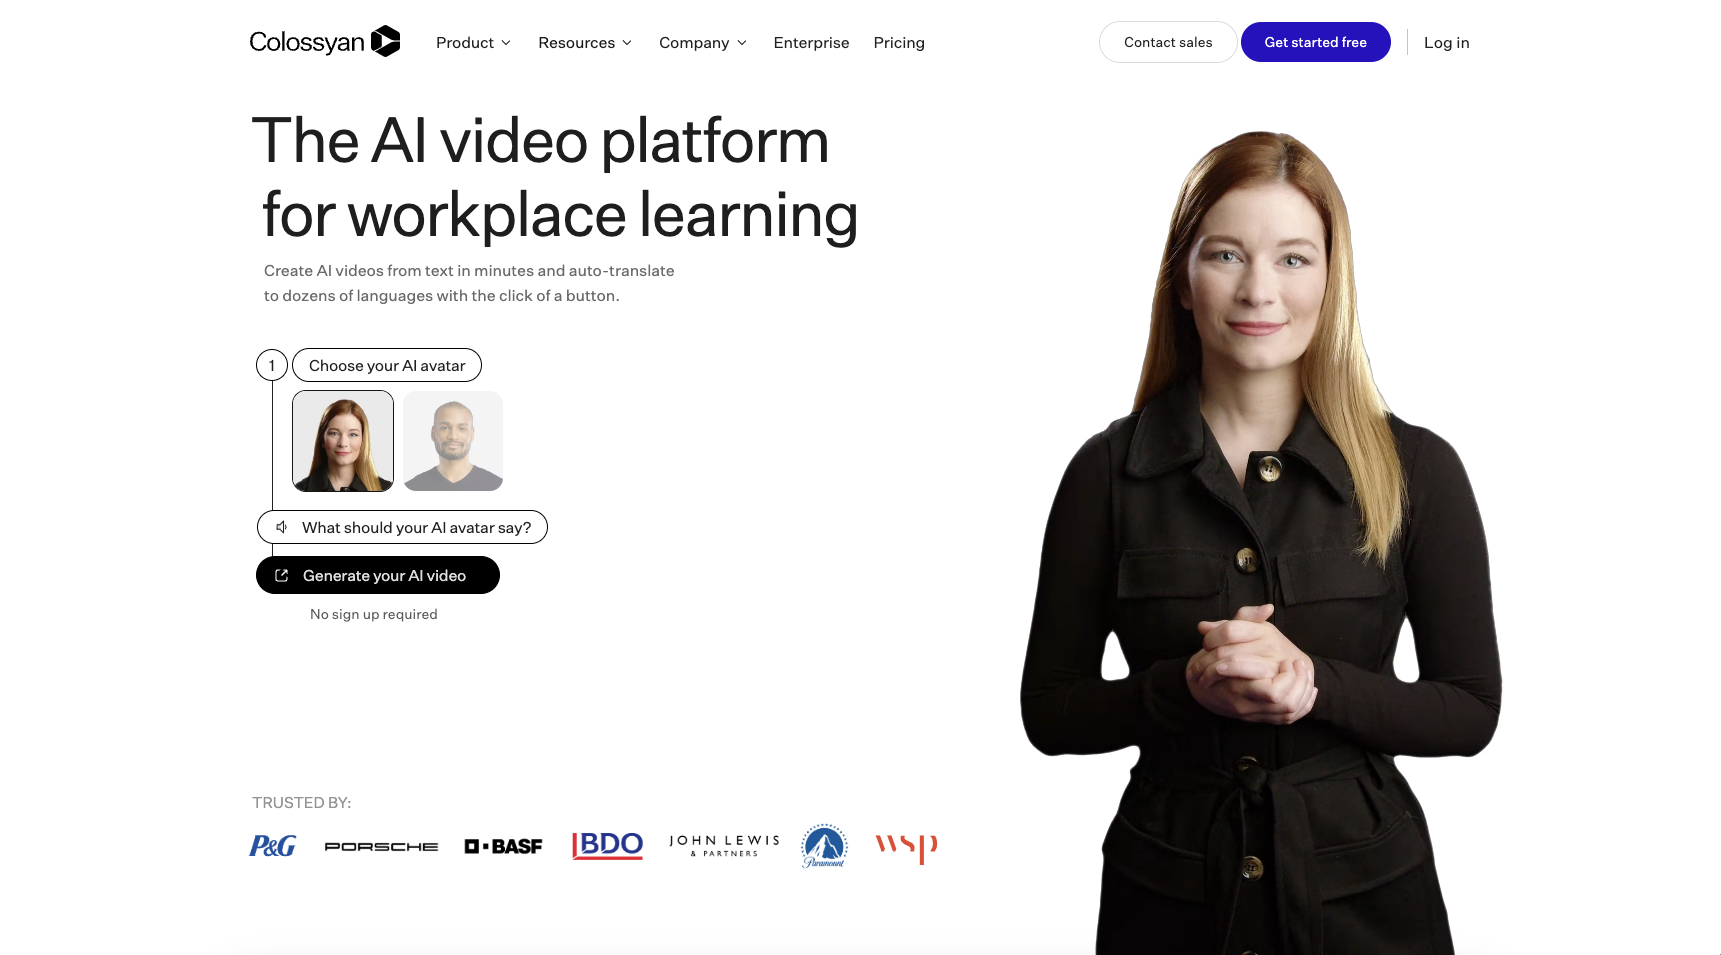 Colossyan
Product
Resources
Company
Enterprise
Pricing
Contact sales
Get started free
Log in
The AI video platform
for workplace learning
Create AI videos from text in minutes and auto-translate
to dozens of languages with the click of a button.
1
Choose your AI avatar
What should your AI avatar say?
Generate your AI video
No sign up required
TRUSTED BY:
P&G
PORSCHE
BASF
BDO
JOHN LEWIS
& PARTNERS
Paramount
wsp